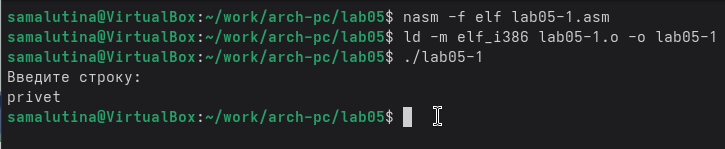 samalutina@VirtualBox:~/work/arch-pc/lab05$ nasm -f elf lab05-1.asm
samalutina@VirtualBox:~/work/arch-pc/lab05$ ld -m elf_i386 lab05-1.o -o lab05-1
samalutina@VirtualBox:~/work/arch-pc/lab05$ ./lab05-1
Введите строку:
privet
samalutina@VirtualBox:~/work/arch-pc/lab05$